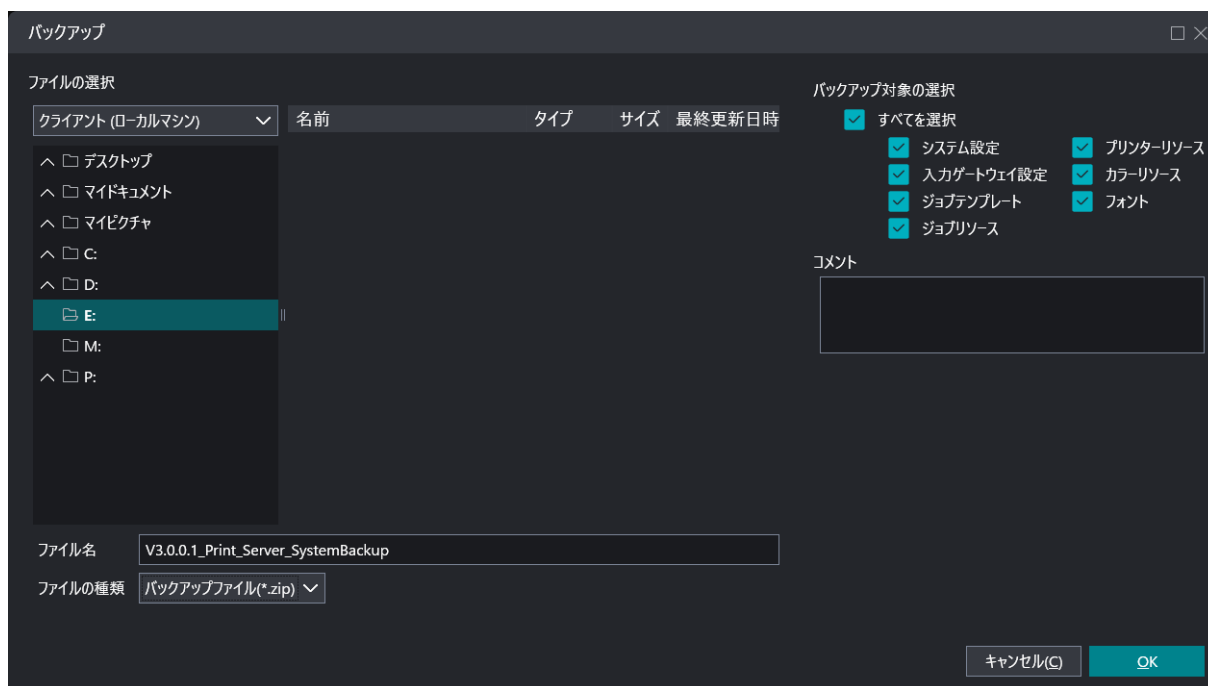 バックアップ
ファイルの選択
クライアント (ローカルマシン)
名前 タイプ サイズ 最終更新日時
デスクトップ
マイドキュメント
マイピクチャ
C:
D:
E:
M:
P:
ファイル名 V3.0.0.1_Print_Server_SystemBackup
ファイルの種類 バックアップファイル(*.zip)
バックアップ対象の選択
すべてを選択
システム設定 プリンターリソース
入力ゲートウェイ設定 カラーリソース
ジョブテンプレート フォント
ジョブリソース
コメント
キャンセル(C) OK